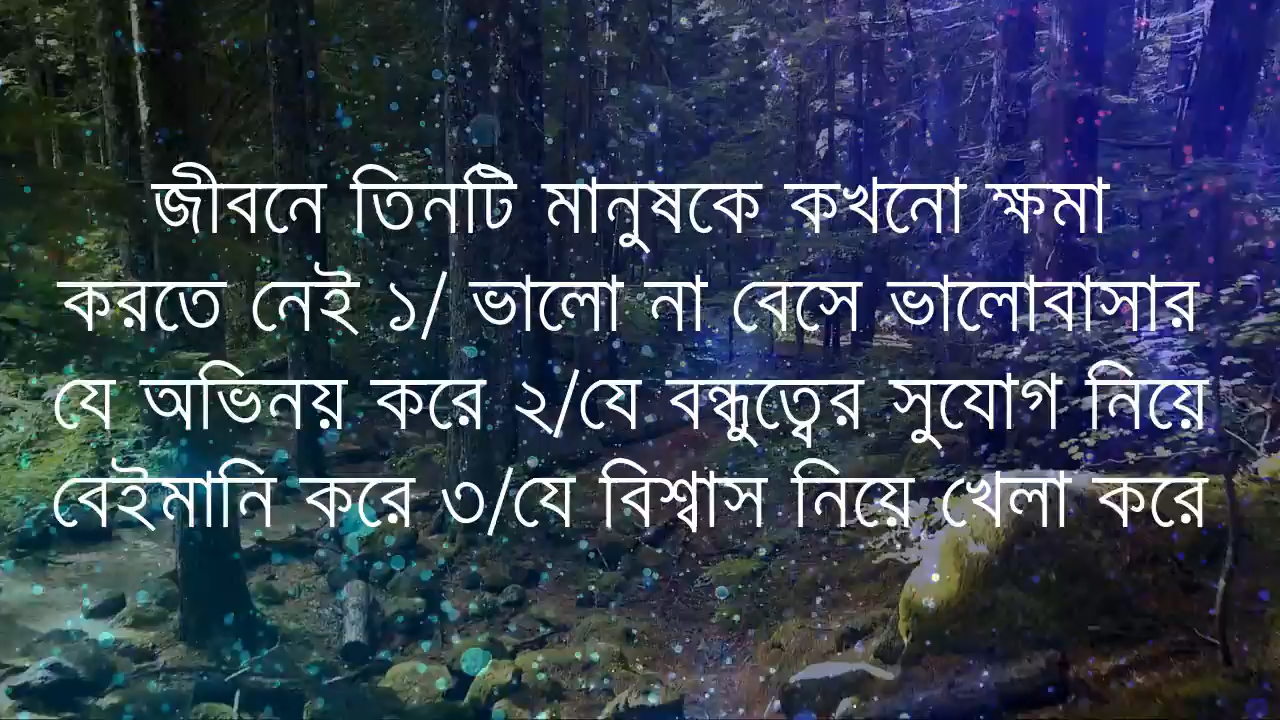 জীবনে তিনটি মানুষকে কখনো ক্ষমা
করতে নেই ১/ ভালো না বেসে ভালোবাসার
যে অভিনয় করে ২/যে বন্ধুত্বের সুযোগ নিয়ে
বেইমানি করে ৩/যে বিশ্বাস নিয়ে খেলা করে